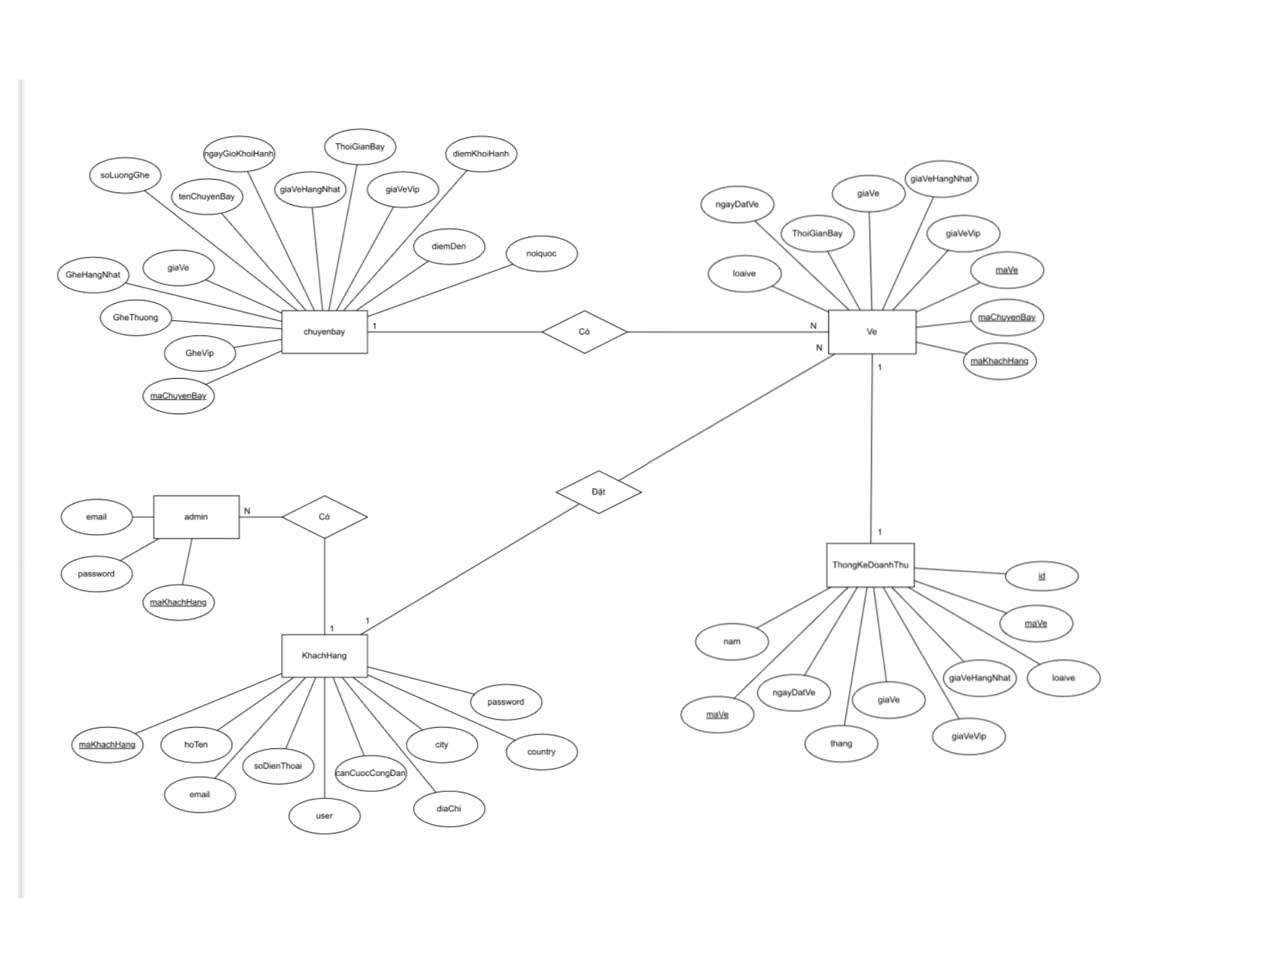 ngayGioKhoiHanh
ThoiGianBay
diemKhoiHanh
soLuongGhe
tenChuyenBay
giaVeHangNhat
giaVeVip
diemDen
noiquoc
giaVe
GheHangNhat
GheThuong
GheVip
maChuyenBay
chuyenbay
1
Có
N
N
Ve
1
giaVeHangNhat
giaVe
ngayDatVe
ThoiGianBay
giaVeVip
loaive
maVe
maChuyenBay
maKhachHang
Đặt
email
admin
N
Có
password
maKhachHang
1
1
KhachHang
password
maKhachHang
hoTen
city
country
soDienThoai
canCuocCongDan
email
user
diaChi
1
ThongKeDoanhThu
id
maVe
nam
giaVeHangNhat
loaive
ngayDatVe
giaVe
maVe
thang
giaVeVip